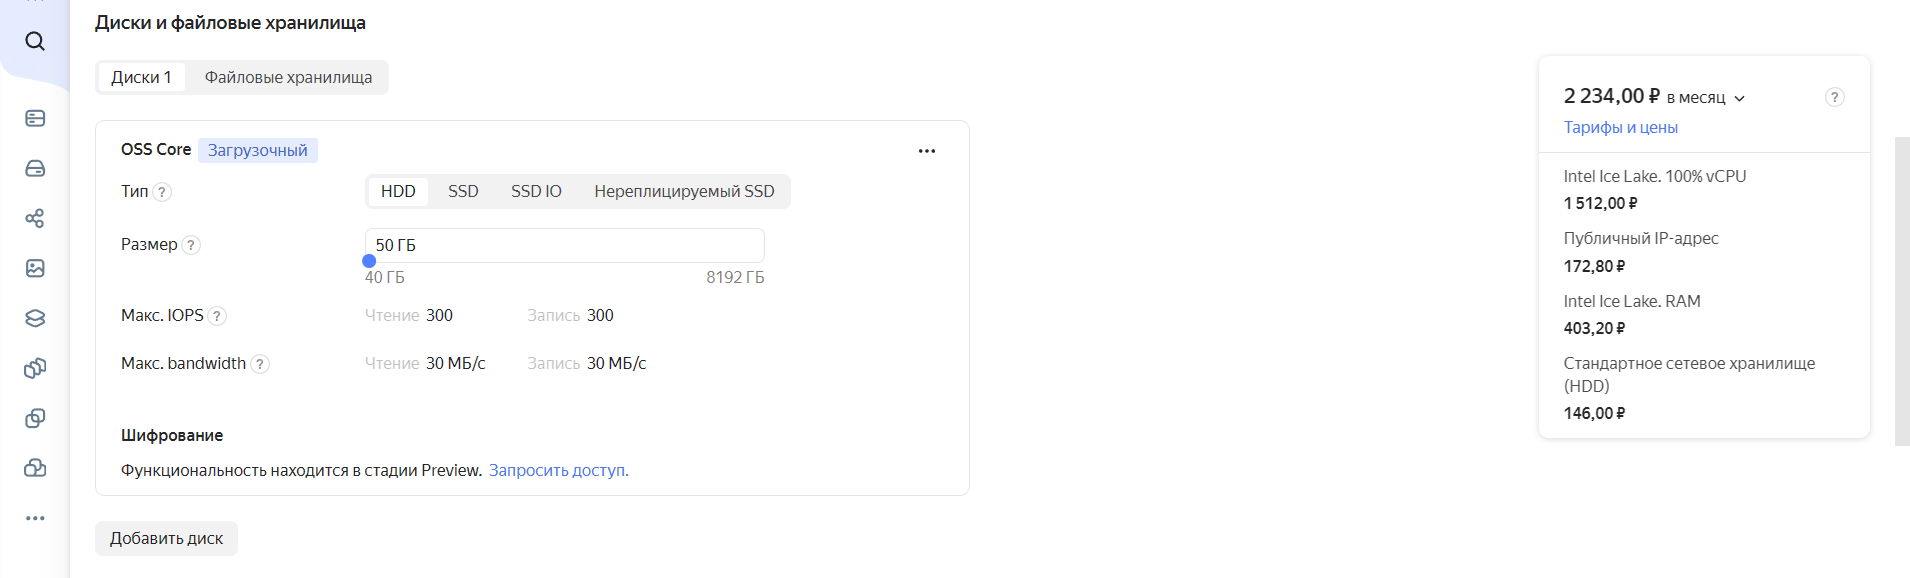 Диски и файловые хранилища
Диски 1 Файловые хранилища
OSS Core Загрузочный
Тип ? HDD SSD SSD IO Нереплицируемый SSD
Размер ? 50 ГБ
40 ГБ 8192 ГБ
Макс. IOPS ? Чтение 300 Запись 300
Макс. bandwidth ? Чтение 30 МБ/с Запись 30 МБ/с
Шифрование
Функциональность находится в стадии Preview. Запросить доступ.
Добавить диск
2 234,00 ₽ в месяц ?
Тарифы и цены
Intel Ice Lake. 100% vCPU
1 512,00 ₽
Публичный IP-адрес
172,80 ₽
Intel Ice Lake. RAM
403,20 ₽
Стандартное сетевое хранилище
(HDD)
146,00 ₽